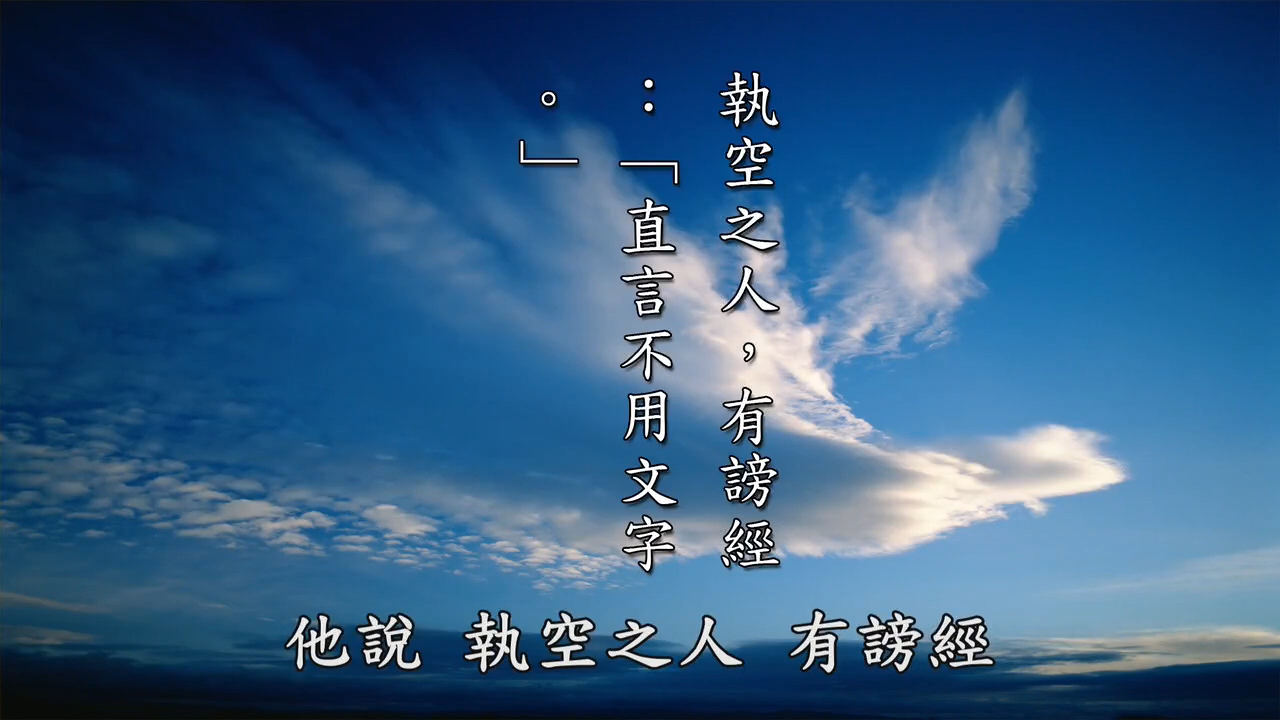 執空之人，有謗經
：「直言不用文字
。」
他說 執空之人 有謗經